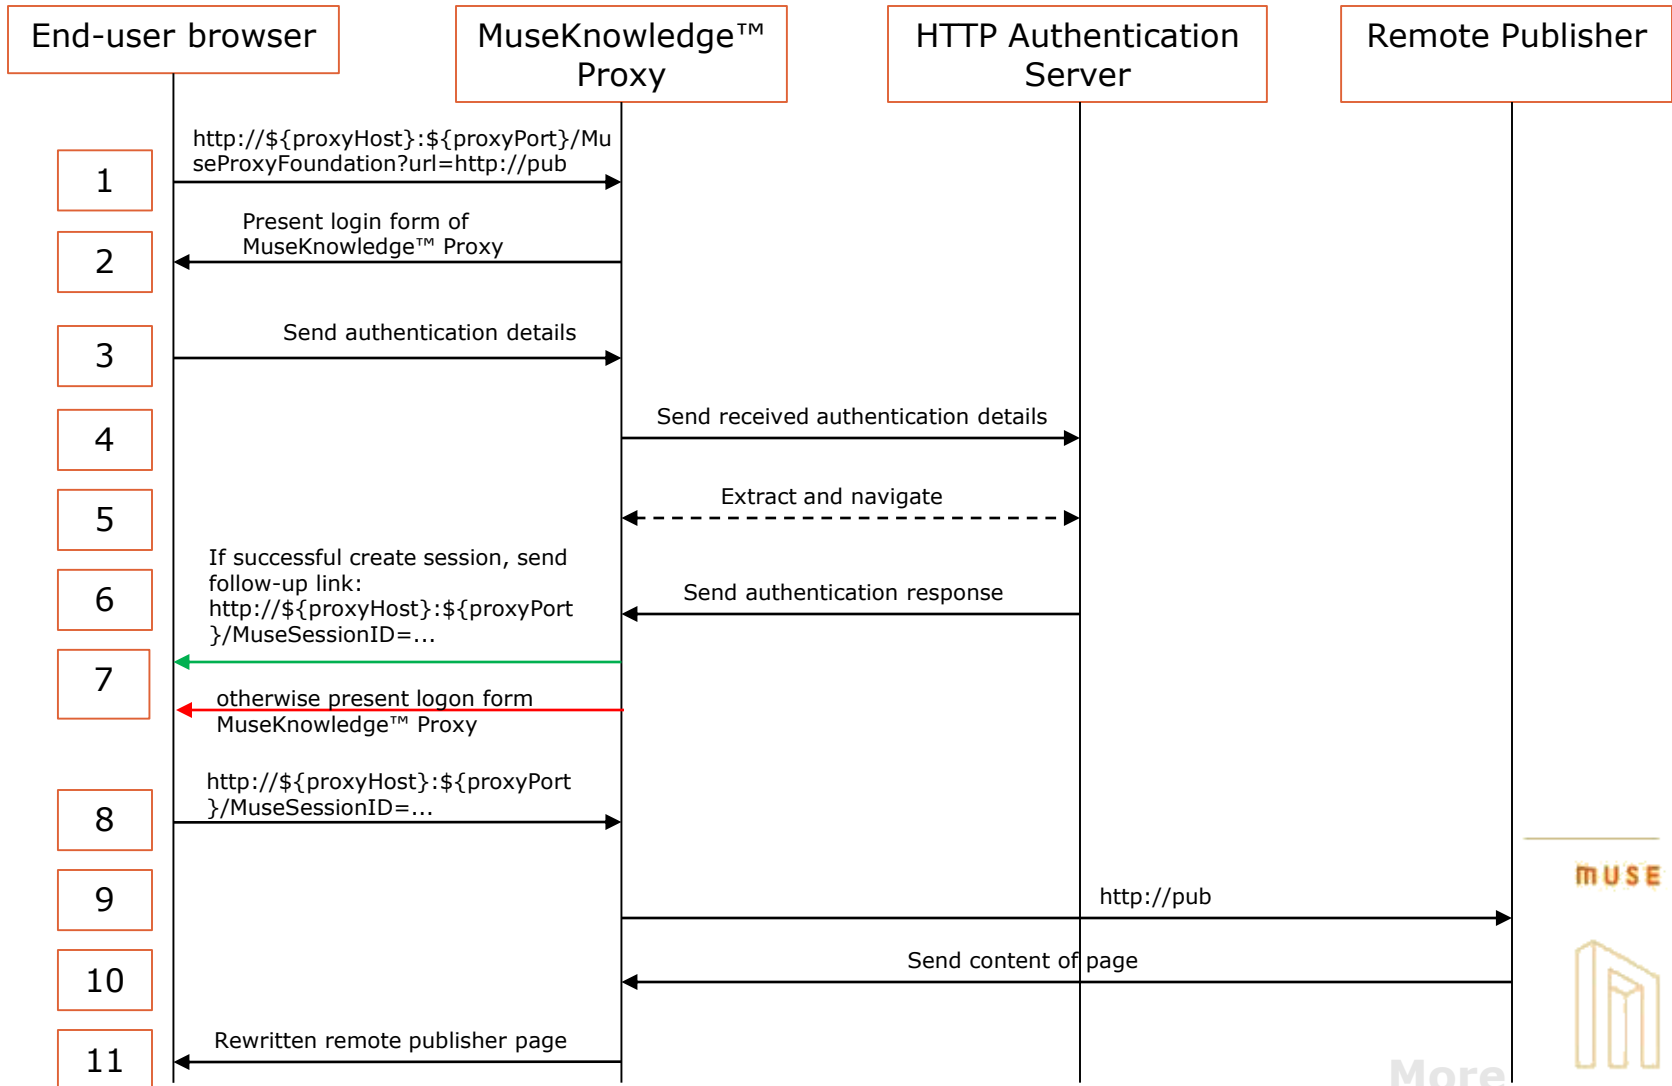 End-user browser
MuseKnowledge™
Proxy
HTTP Authentication
Server
Remote Publisher
http://${proxyHost}:${proxyPort}/Mu
seProxyFoundation?url=http://pub
1
Present login form of
MuseKnowledge™ Proxy
2
Send authentication details
3
Send received authentication details
4
Extract and navigate
5
If successful create session, send
follow-up link:
http://${proxyHost}:${proxyPort
}/MuseSessionID=...
Send authentication response
6
7
otherwise present logon form
MuseKnowledge™ Proxy
http://${proxyHost}:${proxyPort
}/MuseSessionID=...
8
http://pub
9
Send content of page
10
Rewritten remote publisher page
11
MUSE
More